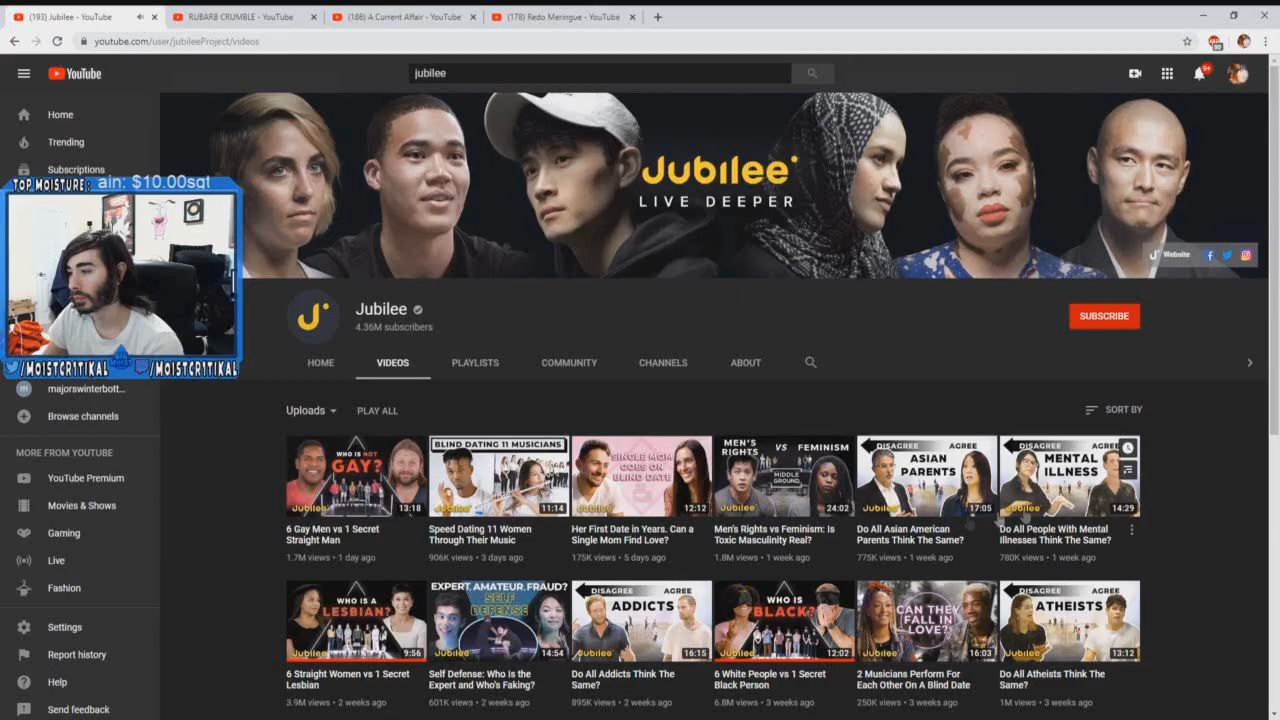 (193) Jubilee - YouTube
RUBARB CRUMBLE - YouTube
(186) A Current Affair - YouTube
(178) Redo Meringue - YouTube
youtube.com/user/jubileeProject/videos
YouTube
jubilee
9+
Home
Trending
Subscriptions
TOP MOISTURE: ain: $10.00sgt
/MOISTCR1TIKAL
/MOISTCR1TIKAL
majorswinterbott...
Browse channels
MORE FROM YOUTUBE
YouTube Premium
Movies & Shows
Gaming
Live
Fashion
Settings
Report history
Help
Send feedback
Jubilee
LIVE DEEPER
Website
Jubilee
4.36M subscribers
SUBSCRIBE
HOME
VIDEOS
PLAYLISTS
COMMUNITY
CHANNELS
ABOUT
Uploads
PLAY ALL
SORT BY
WHO IS NOT
GAY?
Jubilee
13:18
6 Gay Men vs 1 Secret
Straight Man
1.7M views • 1 day ago
BLIND DATING 11 MUSICIANS
Jubilee
11:14
Speed Dating 11 Women
Through Their Music
906K views • 3 days ago
SINGLE MOM
GOES ON
BLIND DATE
Jubilee
12:12
Her First Date in Years. Can a
Single Mom Find Love?
175K views • 5 days ago
MEN'S
RIGHTS VS FEMINISM
MIDDLE
GROUND
Jubilee
24:02
Men's Rights vs Feminism: Is
Toxic Masculinity Real?
1.8M views • 1 week ago
DISAGREE AGREE
ASIAN
PARENTS
Jubilee
17:05
Do All Asian American
Parents Think The Same?
775K views • 1 week ago
DISAGREE AGREE
MENTAL
ILLNESS
Jubilee
14:29
Do All People With Mental
Illnesses Think The Same?
780K views • 1 week ago
WHO IS A
LESBIAN?
Jubilee
9:56
6 Straight Women vs 1 Secret
Lesbian
3.9M views • 2 weeks ago
EXPERT, AMATEUR, FRAUD?
SELF
DEFENSE
Jubilee
14:54
Self Defense: Who Is the
Expert and Who's Faking?
601K views • 2 weeks ago
DISAGREE AGREE
ADDICTS
Jubilee
16:15
Do All Addicts Think The
Same?
895K views • 2 weeks ago
WHO IS
BLACK?
Jubilee
12:02
6 White People vs 1 Secret
Black Person
6.8M views • 3 weeks ago
CAN THEY
FALL IN
LOVE?
Jubilee
16:03
2 Musicians Perform For
Each Other On A Blind Date
250K views • 3 weeks ago
DISAGREE AGREE
ATHEISTS
Jubilee
13:12
Do All Atheists Think The
Same?
1M views • 3 weeks ago